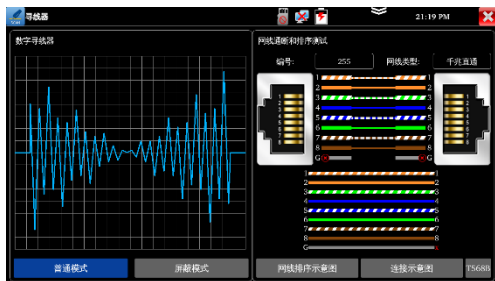 寻线器
21:19 PM
数字寻线器
普通模式
屏蔽模式
网线通断和排序测试
编号: 255 网线类型: 千兆直通
1 1
2 2
3 3
4 4
5 5
6 6
7 7
8 8
G G
1 1
2 2
3 3
4 4
5 5
6 6
7 7
8 8
G
网线排序示意图
连接示意图
T568B